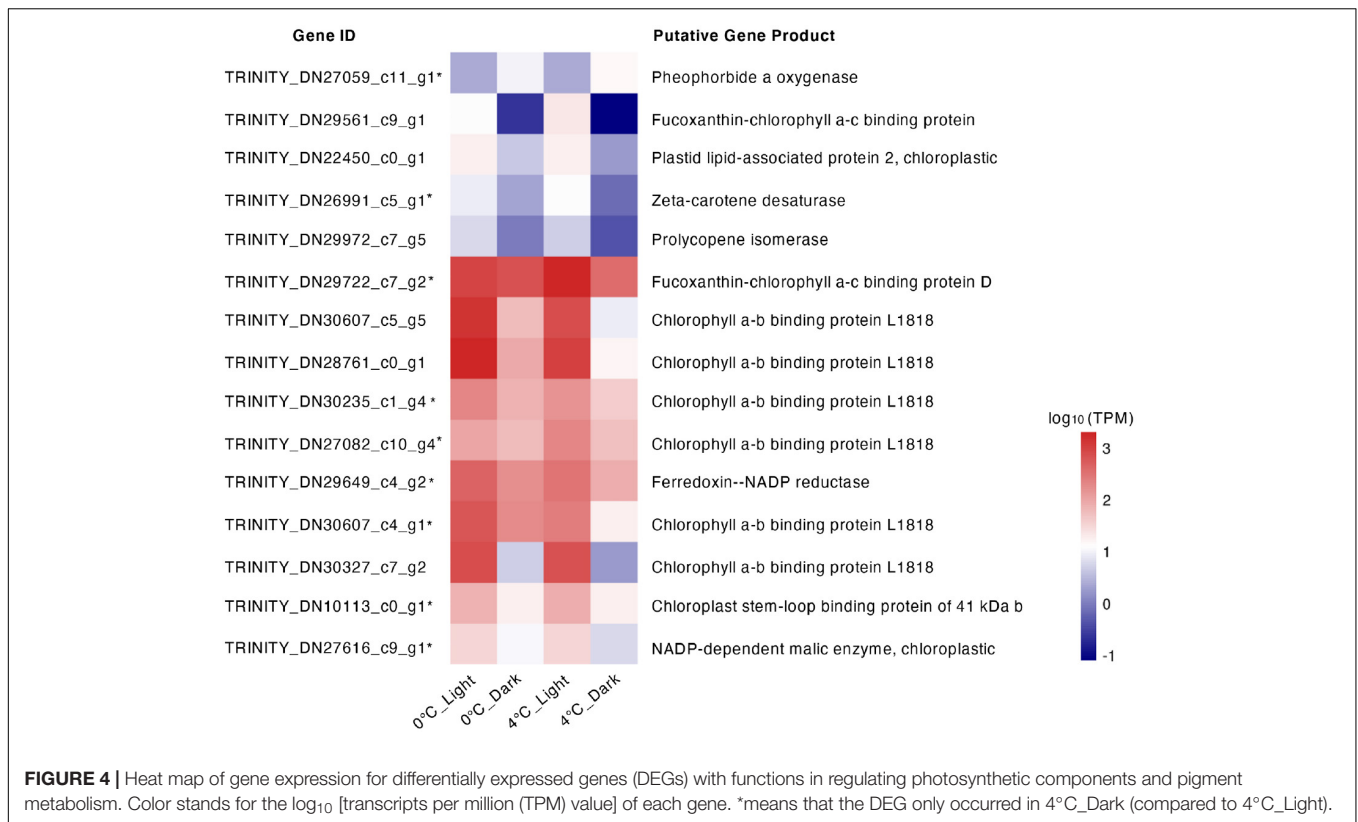 Gene ID Putative Gene Product
TRINITY_DN27059_c11_g1* Pheophorbide a oxygenase
TRINITY_DN29561_c9_g1 Fucoxanthin-chlorophyll a-c binding protein
TRINITY_DN22450_c0_g1 Plastid lipid-associated protein 2, chloroplastic
TRINITY_DN26991_c5_g1* Zeta-carotene desaturase
TRINITY_DN29972_c7_g5 Prolycopene isomerase
TRINITY_DN29722_c7_g2* Fucoxanthin-chlorophyll a-c binding protein D
TRINITY_DN30607_c5_g5 Chlorophyll a-b binding protein L1818
TRINITY_DN28761_c0_g1 Chlorophyll a-b binding protein L1818
TRINITY_DN30235_c1_g4* Chlorophyll a-b binding protein L1818
TRINITY_DN27082_c10_g4* Chlorophyll a-b binding protein L1818
TRINITY_DN29649_c4_g2* Ferredoxin--NADP reductase
TRINITY_DN30607_c4_g1* Chlorophyll a-b binding protein L1818
TRINITY_DN30327_c7_g2 Chlorophyll a-b binding protein L1818
TRINITY_DN10113_c0_g1* Chloroplast stem-loop binding protein of 41 kDa b
TRINITY_DN27616_c9_g1* NADP-dependent malic enzyme, chloroplastic
0°C_Light 0°C_Dark 4°C_Light 4°C_Dark
log10 (TPM)
3
2
1
0
-1
FIGURE 4 | Heat map of gene expression for differentially expressed genes (DEGs) with functions in regulating photosynthetic components and pigment
metabolism. Color stands for the log10 [transcripts per million (TPM) value] of each gene. *means that the DEG only occurred in 4°C_Dark (compared to 4°C_Light).